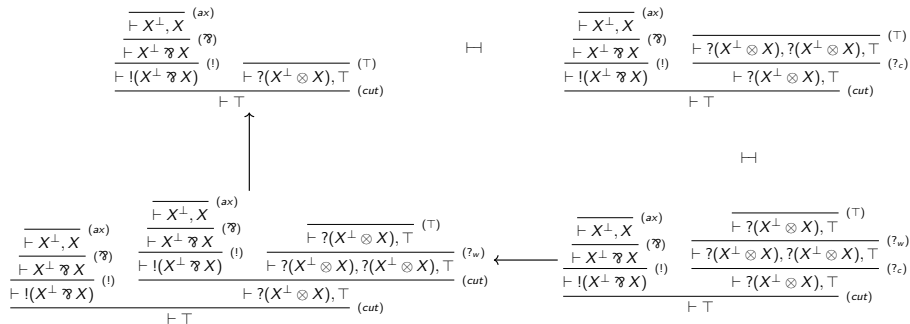 ⊢ X⊥, X (ax)
⊢ X⊥ ⅋ X (⅋)
⊢ !(X⊥ ⅋ X) (!)
⊢ ?(X⊥ ⊗ X), ⊤ (⊤)
⊢ ⊤ (cut)
⊢ X⊥, X (ax)
⊢ X⊥ ⅋ X (⅋)
⊢ ?(X⊥ ⊗ X), ?(X⊥ ⊗ X), ⊤ (⊤)
⊢ !(X⊥ ⅋ X) (!)
⊢ ?(X⊥ ⊗ X), ⊤ (?c)
⊢ ⊤ (cut)
⊢ X⊥, X (ax)
⊢ X⊥ ⅋ X (⅋)
⊢ !(X⊥ ⅋ X) (!)
⊢ X⊥, X (ax)
⊢ X⊥ ⅋ X (⅋)
⊢ !(X⊥ ⅋ X) (!)
⊢ ?(X⊥ ⊗ X), ⊤ (⊤)
⊢ ?(X⊥ ⊗ X), ?(X⊥ ⊗ X), ⊤ (?w)
⊢ ?(X⊥ ⊗ X), ⊤ (cut)
⊢ ⊤ (cut)
⊢ X⊥, X (ax)
⊢ X⊥ ⅋ X (⅋)
⊢ !(X⊥ ⅋ X) (!)
⊢ ?(X⊥ ⊗ X), ⊤ (⊤)
⊢ ?(X⊥ ⊗ X), ?(X⊥ ⊗ X), ⊤ (?w)
⊢ ?(X⊥ ⊗ X), ⊤ (?c)
⊢ ⊤ (cut)